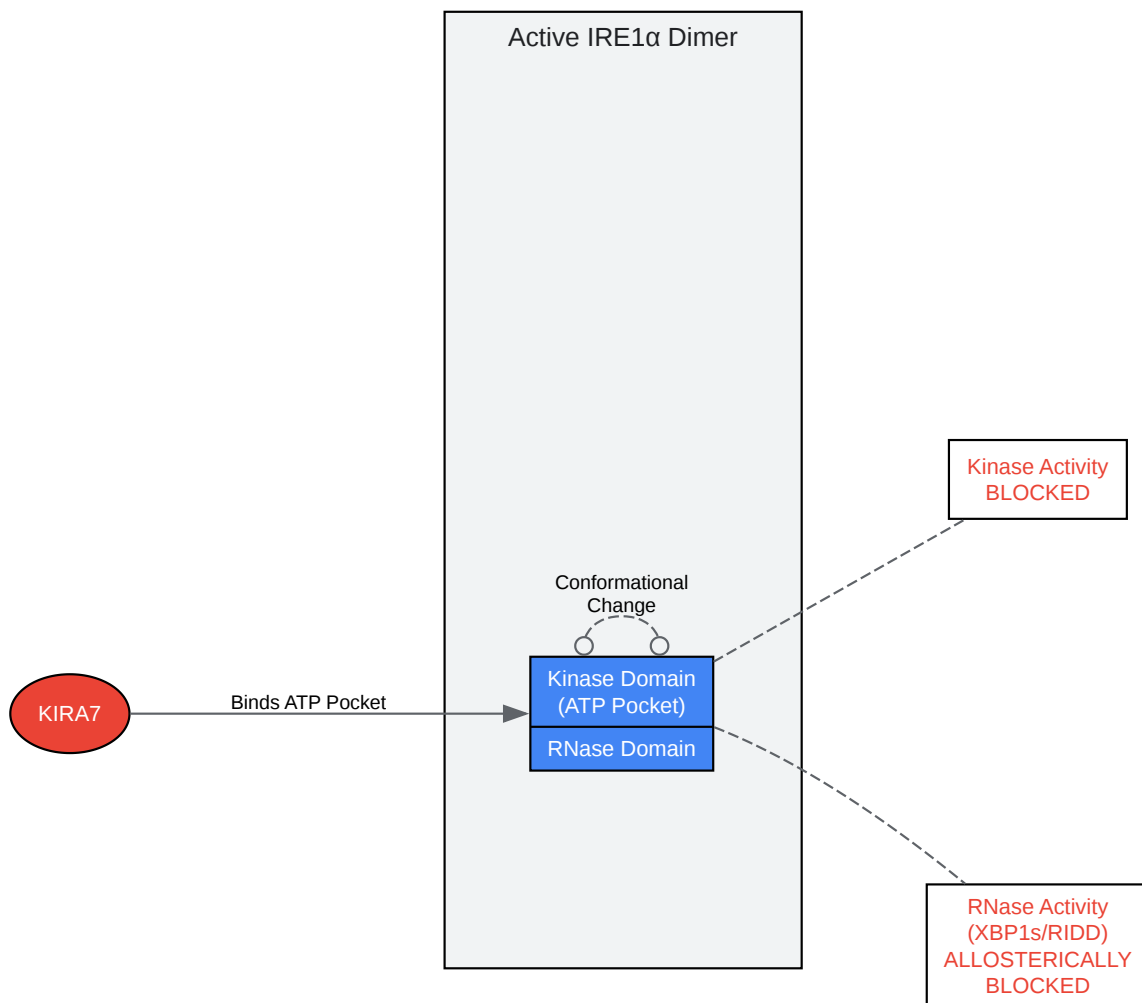 Active IRE1α Dimer
Kinase Activity
BLOCKED
Conformational
Change
Kinase Domain
(ATP Pocket)
RNase Domain
KIRA7
Binds ATP Pocket
RNase Activity
(XBP1s/RIDD)
ALLOSTERICALLY
BLOCKED